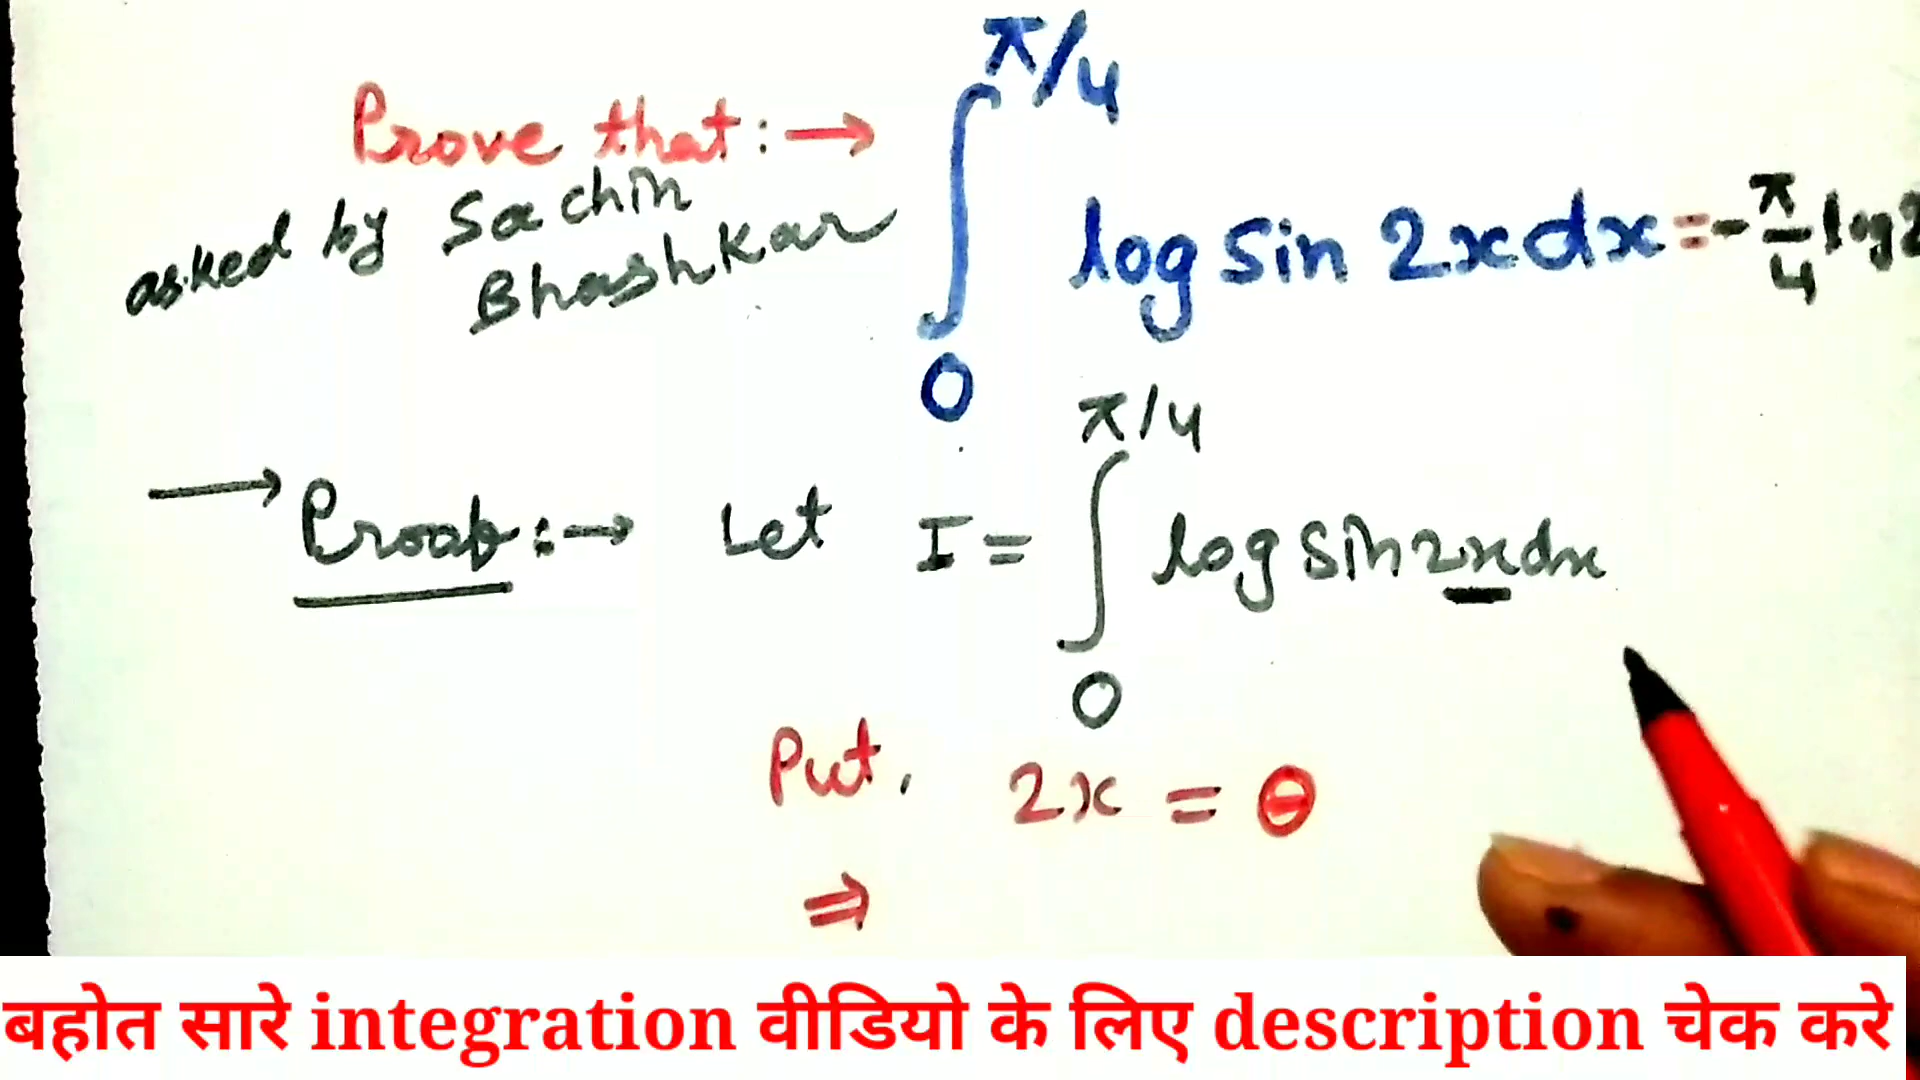 Prove that:→ ∫₀^π/4 log sin 2x dx = -π/4 log 2
asked by Sachin
Bhashkar
→ Proof:→ Let I = ∫₀^π/4 log sin 2x dx
Put, 2x = θ
⇒
बहोत सारे integration वीडियो के लिए description चेक करे